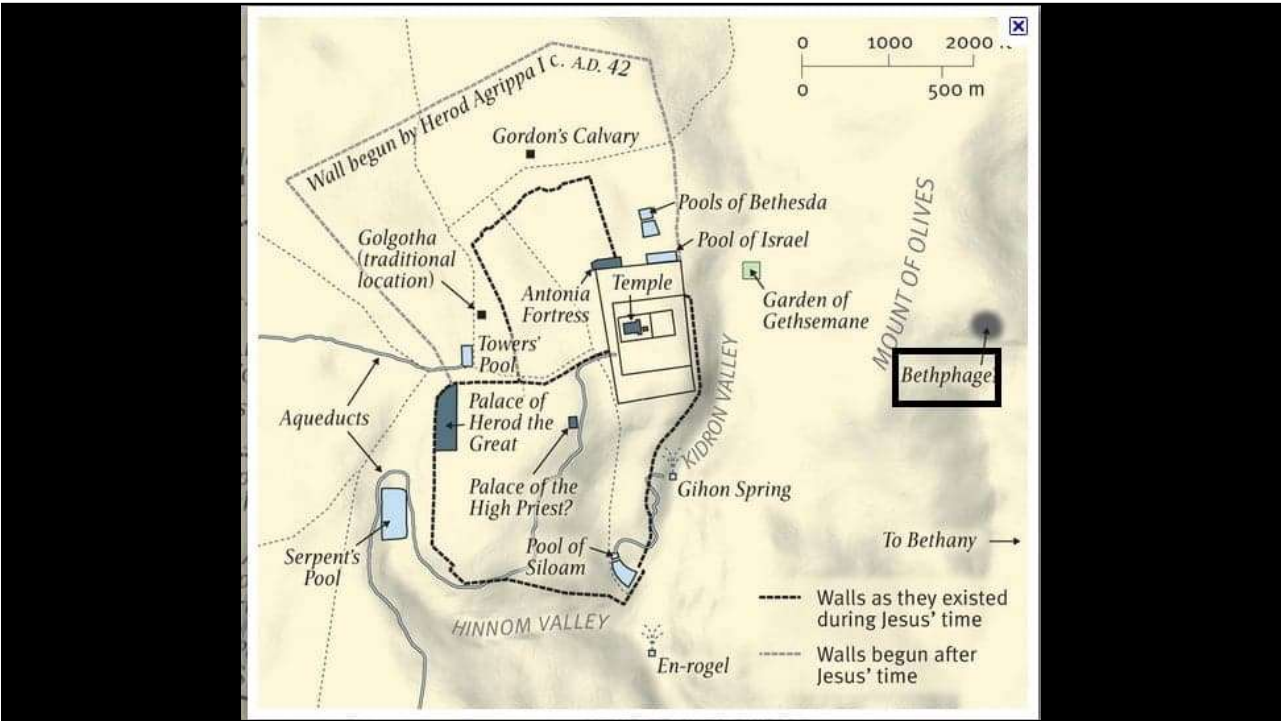 0 1000 2000
0 500 m
Wall begun by Herod Agrippa I c. A.D. 42
Gordon's Calvary
MOUNT OF OLIVES
Pools of Bethesda
Pool of Israel
Golgotha
(traditional
location)
Antonia
Fortress
Temple
Garden of
Gethsemane
Towers'
Pool
KIDRON VALLEY
Bethphage
Aqueducts
Palace of
Herod the
Great
Palace of the
High Priest?
Gihon Spring
Serpent's
Pool
Pool of
Siloam
To Bethany
HINNOM VALLEY
En-rogel
Walls as they existed
during Jesus' time
Walls begun after
Jesus' time